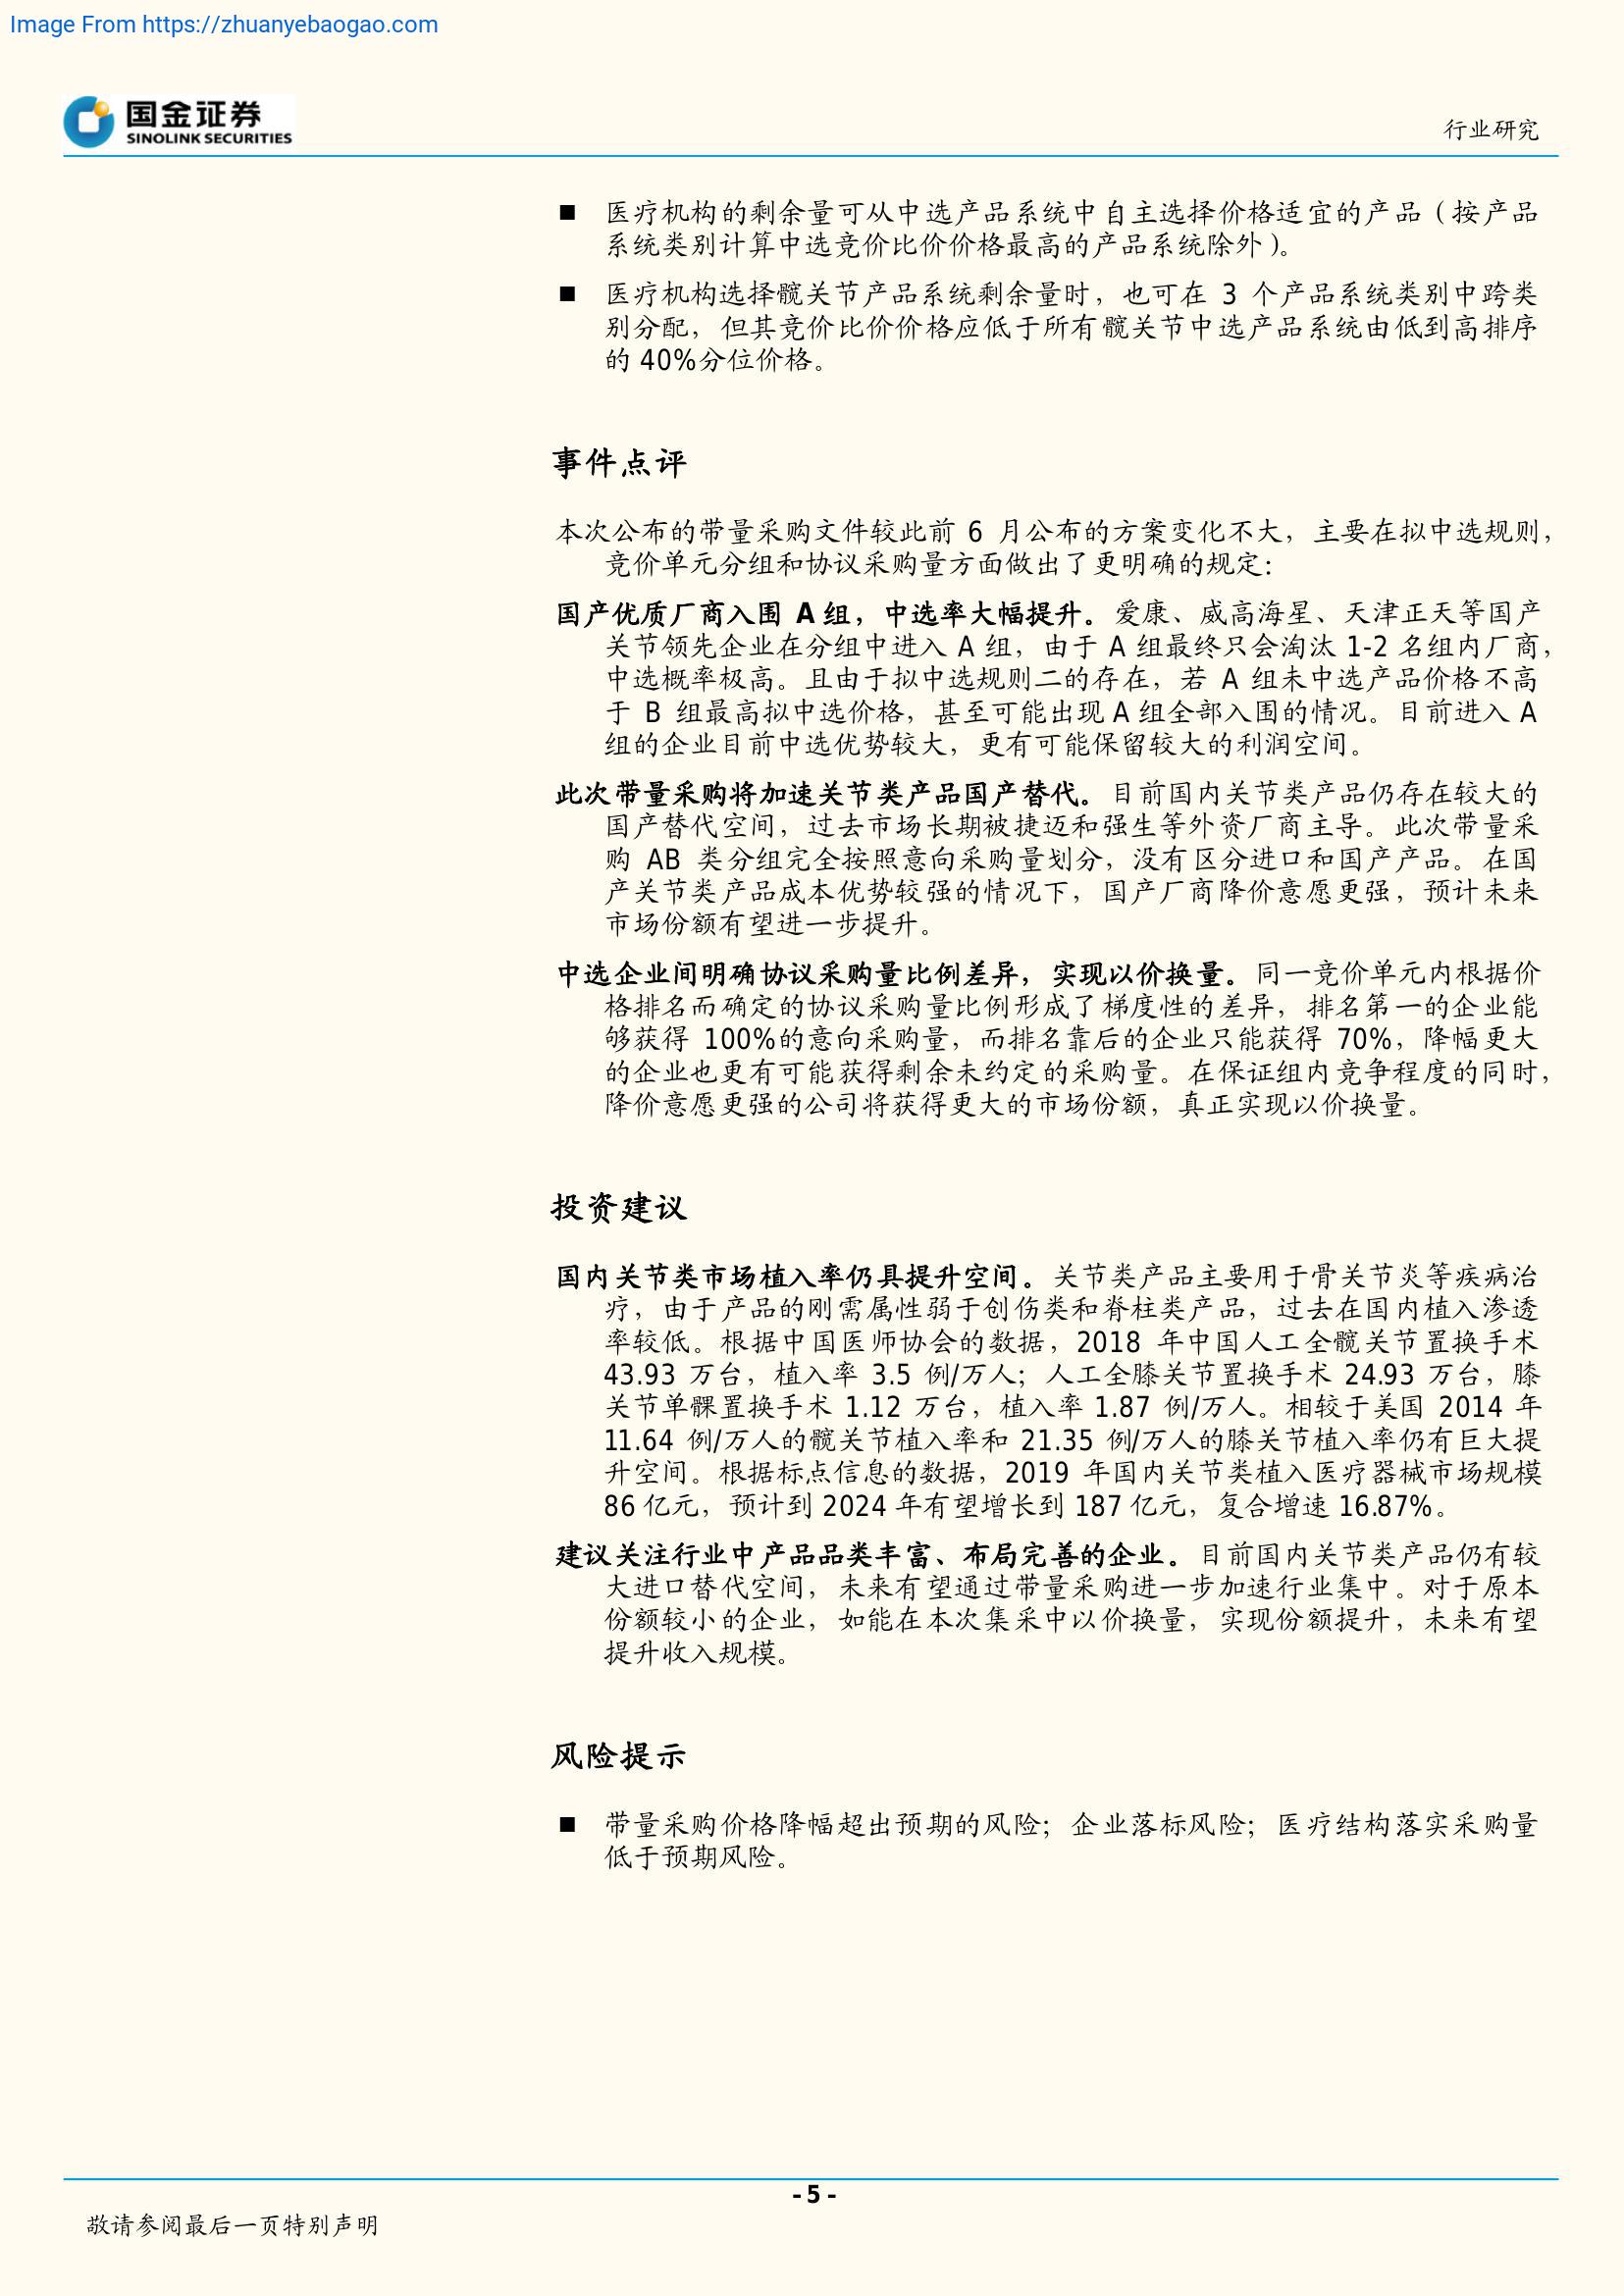 Image From https://zhuanyebaogao.com
国金证券
SINOLINK SECURITIES
行业研究
■ 医疗机构的剩余量可从中选产品系统中自主选择价格适宜的产品（按产品
系统类别计算中选竞价比价价格最高的产品系统除外）。
■ 医疗机构选择髋关节产品系统剩余量时，也可在 3 个产品系统类别中跨类
别分配，但其竞价比价价格应低于所有髋关节中选产品系统由低到高排序
的 40%分位价格。
事件点评
本次公布的带量采购文件较此前 6 月公布的方案变化不大，主要在拟中选规则，
竞价单元分组和协议采购量方面做出了更明确的规定：
国产优质厂商入围 A 组，中选率大幅提升。爱康、威高海星、天津正天等国产
关节领先企业在分组中进入 A 组，由于 A 组最终只会淘汰 1-2 名组内厂商，
中选概率极高。且由于拟中选规则二的存在，若 A 组未中选产品价格不高
于 B 组最高拟中选价格，甚至可能出现 A 组全部入围的情况。目前进入 A
组的企业目前中选优势较大，更有可能保留较大的利润空间。
此次带量采购将加速关节类产品国产替代。目前国内关节类产品仍存在较大的
国产替代空间，过去市场长期被捷迈和强生等外资厂商主导。此次带量采
购 AB 类分组完全按照意向采购量划分，没有区分进口和国产产品。在国
产关节类产品成本优势较强的情况下，国产厂商降价意愿更强，预计未来
市场份额有望进一步提升。
中选企业间明确协议采购量比例差异，实现以价换量。同一竞价单元内根据价
格排名而确定的协议采购量比例形成了梯度性的差异，排名第一的企业能
够获得 100%的意向采购量，而排名靠后的企业只能获得 70%，降幅更大
的企业也更有可能获得剩余未约定的采购量。在保证组内竞争程度的同时，
降价意愿更强的公司将获得更大的市场份额，真正实现以价换量。
投资建议
国内关节类市场植入率仍具提升空间。关节类产品主要用于骨关节炎等疾病治
疗，由于产品的刚需属性弱于创伤类和脊柱类产品，过去在国内植入渗透
率较低。根据中国医师协会的数据，2018 年中国人工全髋关节置换手术
43.93 万台，植入率 3.5 例/万人；人工全膝关节置换手术 24.93 万台，膝
关节单髁置换手术 1.12 万台，植入率 1.87 例/万人。相较于美国 2014 年
11.64 例/万人的髋关节植入率和 21.35 例/万人的膝关节植入率仍有巨大提
升空间。根据标点信息的数据，2019 年国内关节类植入医疗器械市场规模
86 亿元，预计到 2024 年有望增长到 187 亿元，复合增速 16.87%。
建议关注行业中产品品类丰富、布局完善的企业。目前国内关节类产品仍有较
大进口替代空间，未来有望通过带量采购进一步加速行业集中。对于原本
份额较小的企业，如能在本次集采中以价换量，实现份额提升，未来有望
提升收入规模。
风险提示
■ 带量采购价格降幅超出预期的风险；企业落标风险；医疗结构落实采购量
低于预期风险。
- 5 -
敬请参阅最后一页特别声明